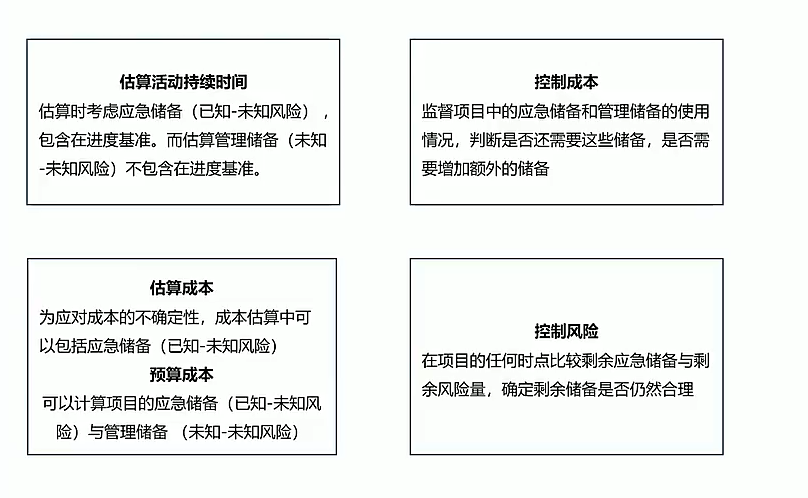 估算活动持续时间
估算时考虑应急储备（已知-未知风险），
包含在进度基准。而估算管理储备（未知
-未知风险）不包含在进度基准。
控制成本
监督项目中的应急储备和管理储备的使用
情况，判断是否还需要这些储备，是否需
要增加额外的储备
估算成本
为应对成本的不确定性，成本估算中可
以包括应急储备（已知-未知风险）
预算成本
可以计算项目的应急储备（已知-未知风
险）与管理储备 （未知-未知风险）
控制风险
在项目的任何时点比较剩余应急储备与剩
余风险量，确定剩余储备是否仍然合理